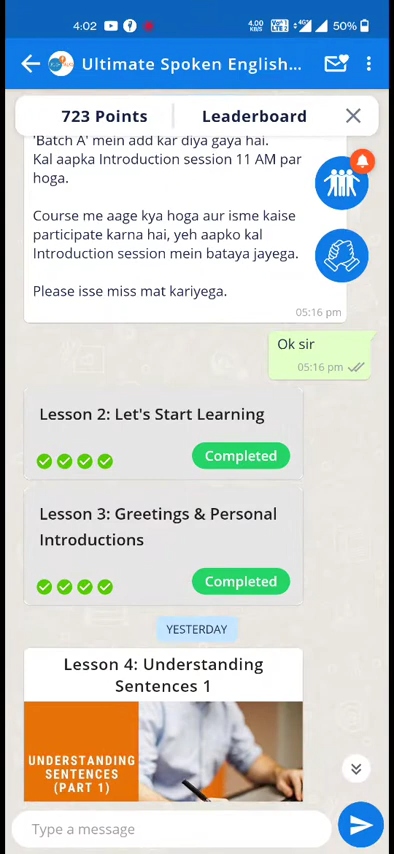 4:02
4.00 KB/S
VoI LTE 2
4G
50%
Ultimate Spoken English...
723 Points
Leaderboard
'Batch A' mein add kar diya gaya hai.
Kal aapka Introduction session 11 AM par
hoga.
Course me aage kya hoga aur isme kaise
participate karna hai, yeh aapko kal
Introduction session mein bataya jayega.
Please isse miss mat kariyega.
05:16 pm
Ok sir
05:16 pm
Lesson 2: Let's Start Learning
Completed
Lesson 3: Greetings & Personal
Introductions
Completed
YESTERDAY
Lesson 4: Understanding
Sentences 1
UNDERSTANDING
SENTENCES
(PART 1)
Type a message